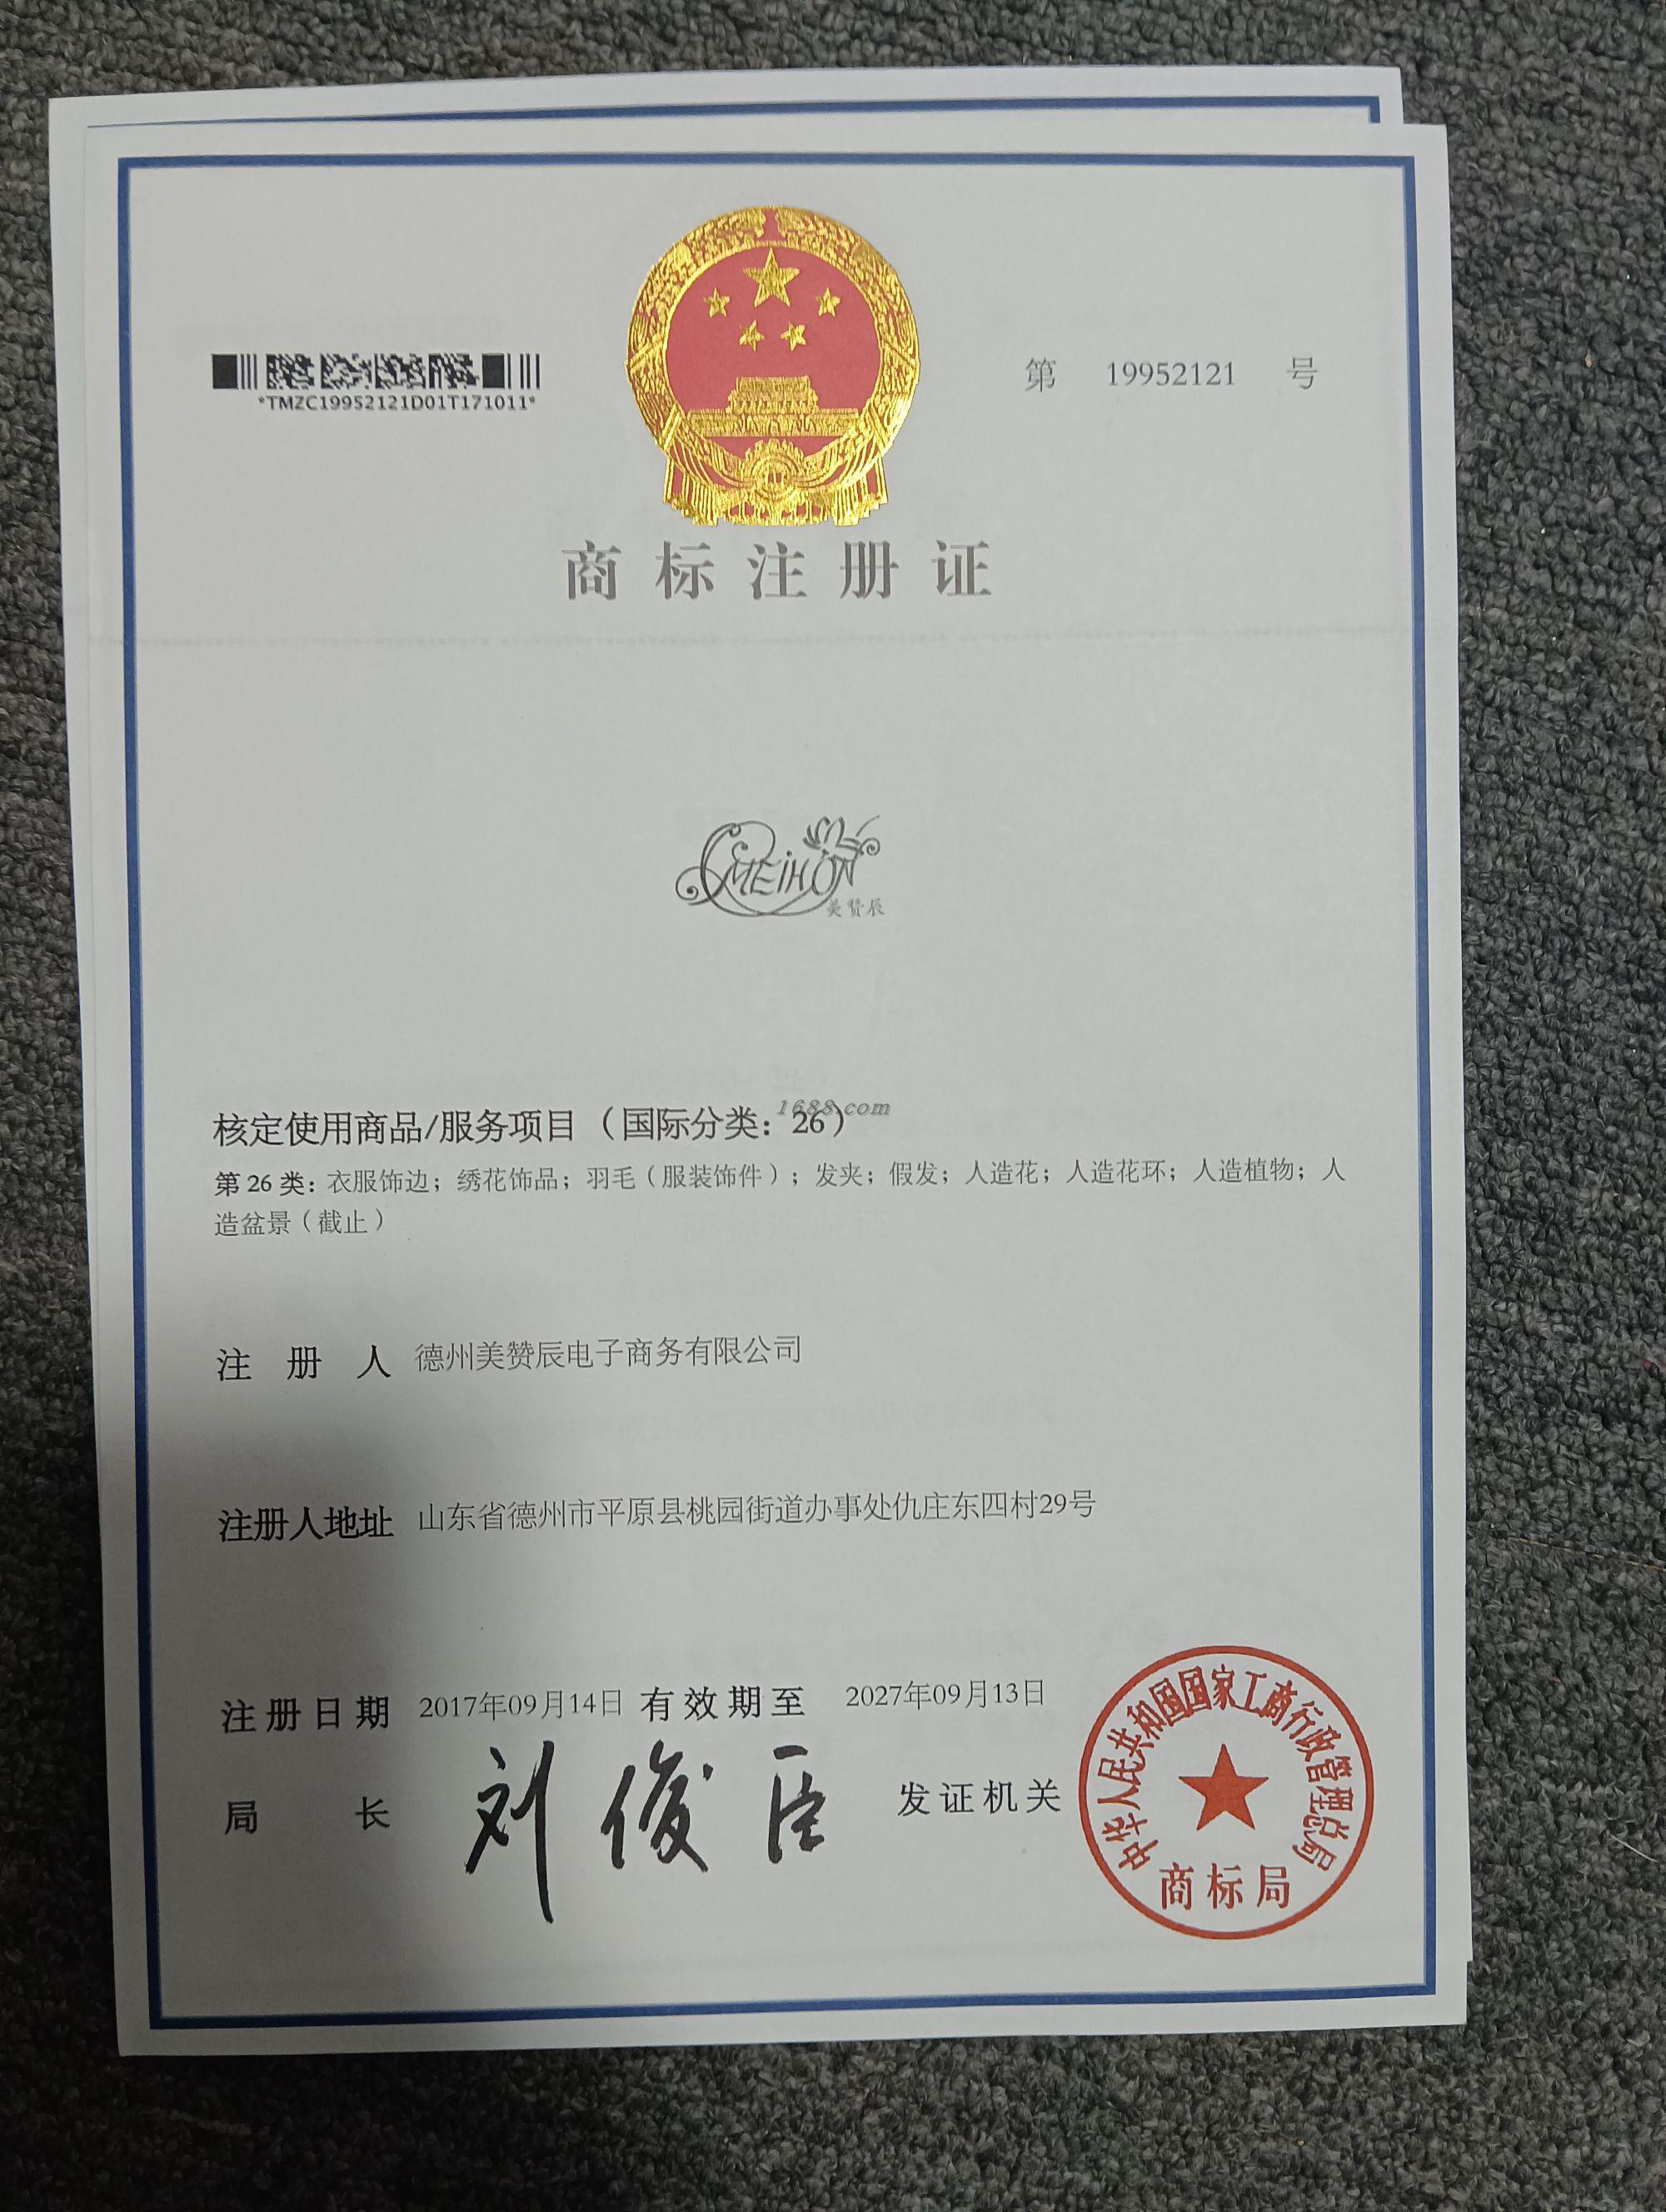 *TMZC19952121D01T171011*
第 19952121 号
商标注册证
MEiHON
美赞辰
1688.com
核定使用商品/服务项目（国际分类：26）
第 26 类：衣服饰边；绣花饰品；羽毛（服装饰件）；发夹；假发；人造花；人造花环；人造植物；人
造盆景（截止）
注册人 德州美赞辰电子商务有限公司
注册人地址 山东省德州市平原县桃园街道办事处仇庄东四村29号
注册日期 2017年09月14日 有效期至 2027年09月13日
局长 刘俊臣 发证机关
中华人民共和国国家工商行政管理总局
商标局